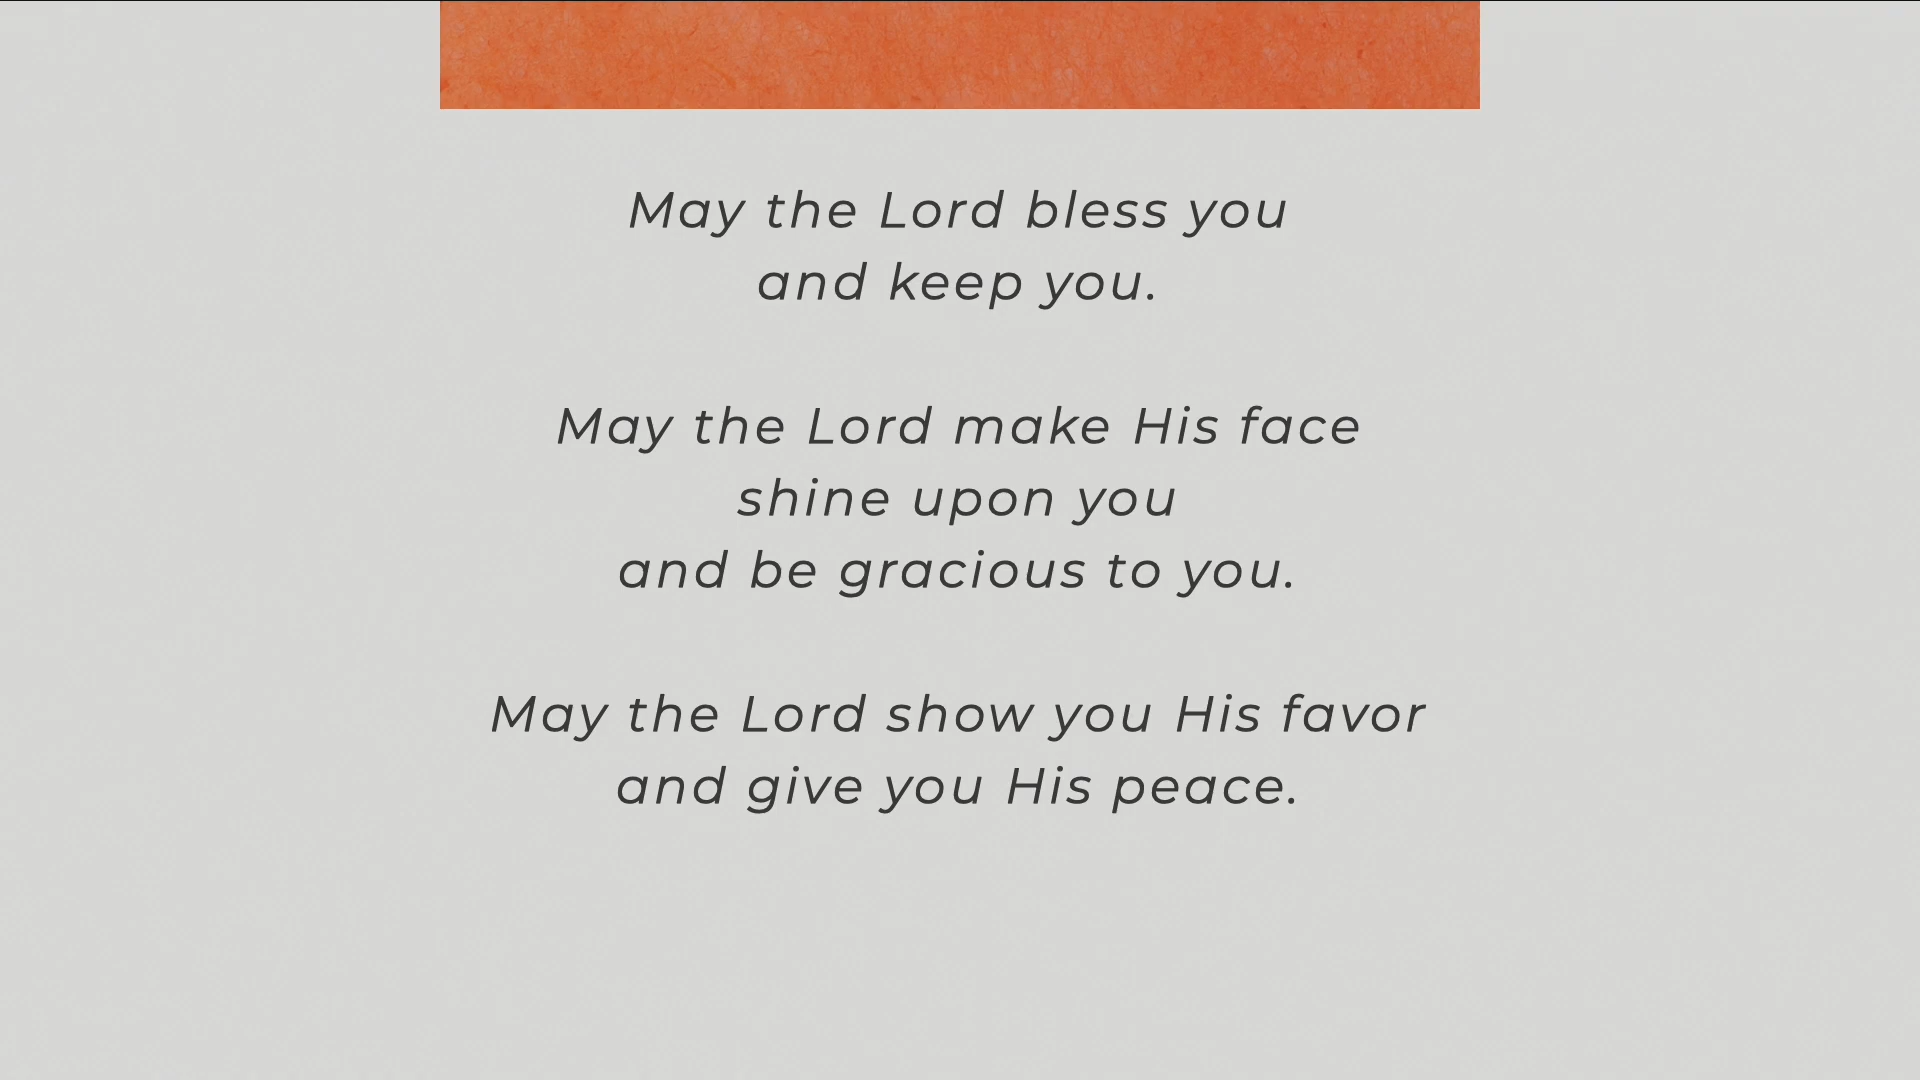 May the Lord bless you
and keep you.
May the Lord make His face
shine upon you
and be gracious to you.
May the Lord show you His favor
and give you His peace.